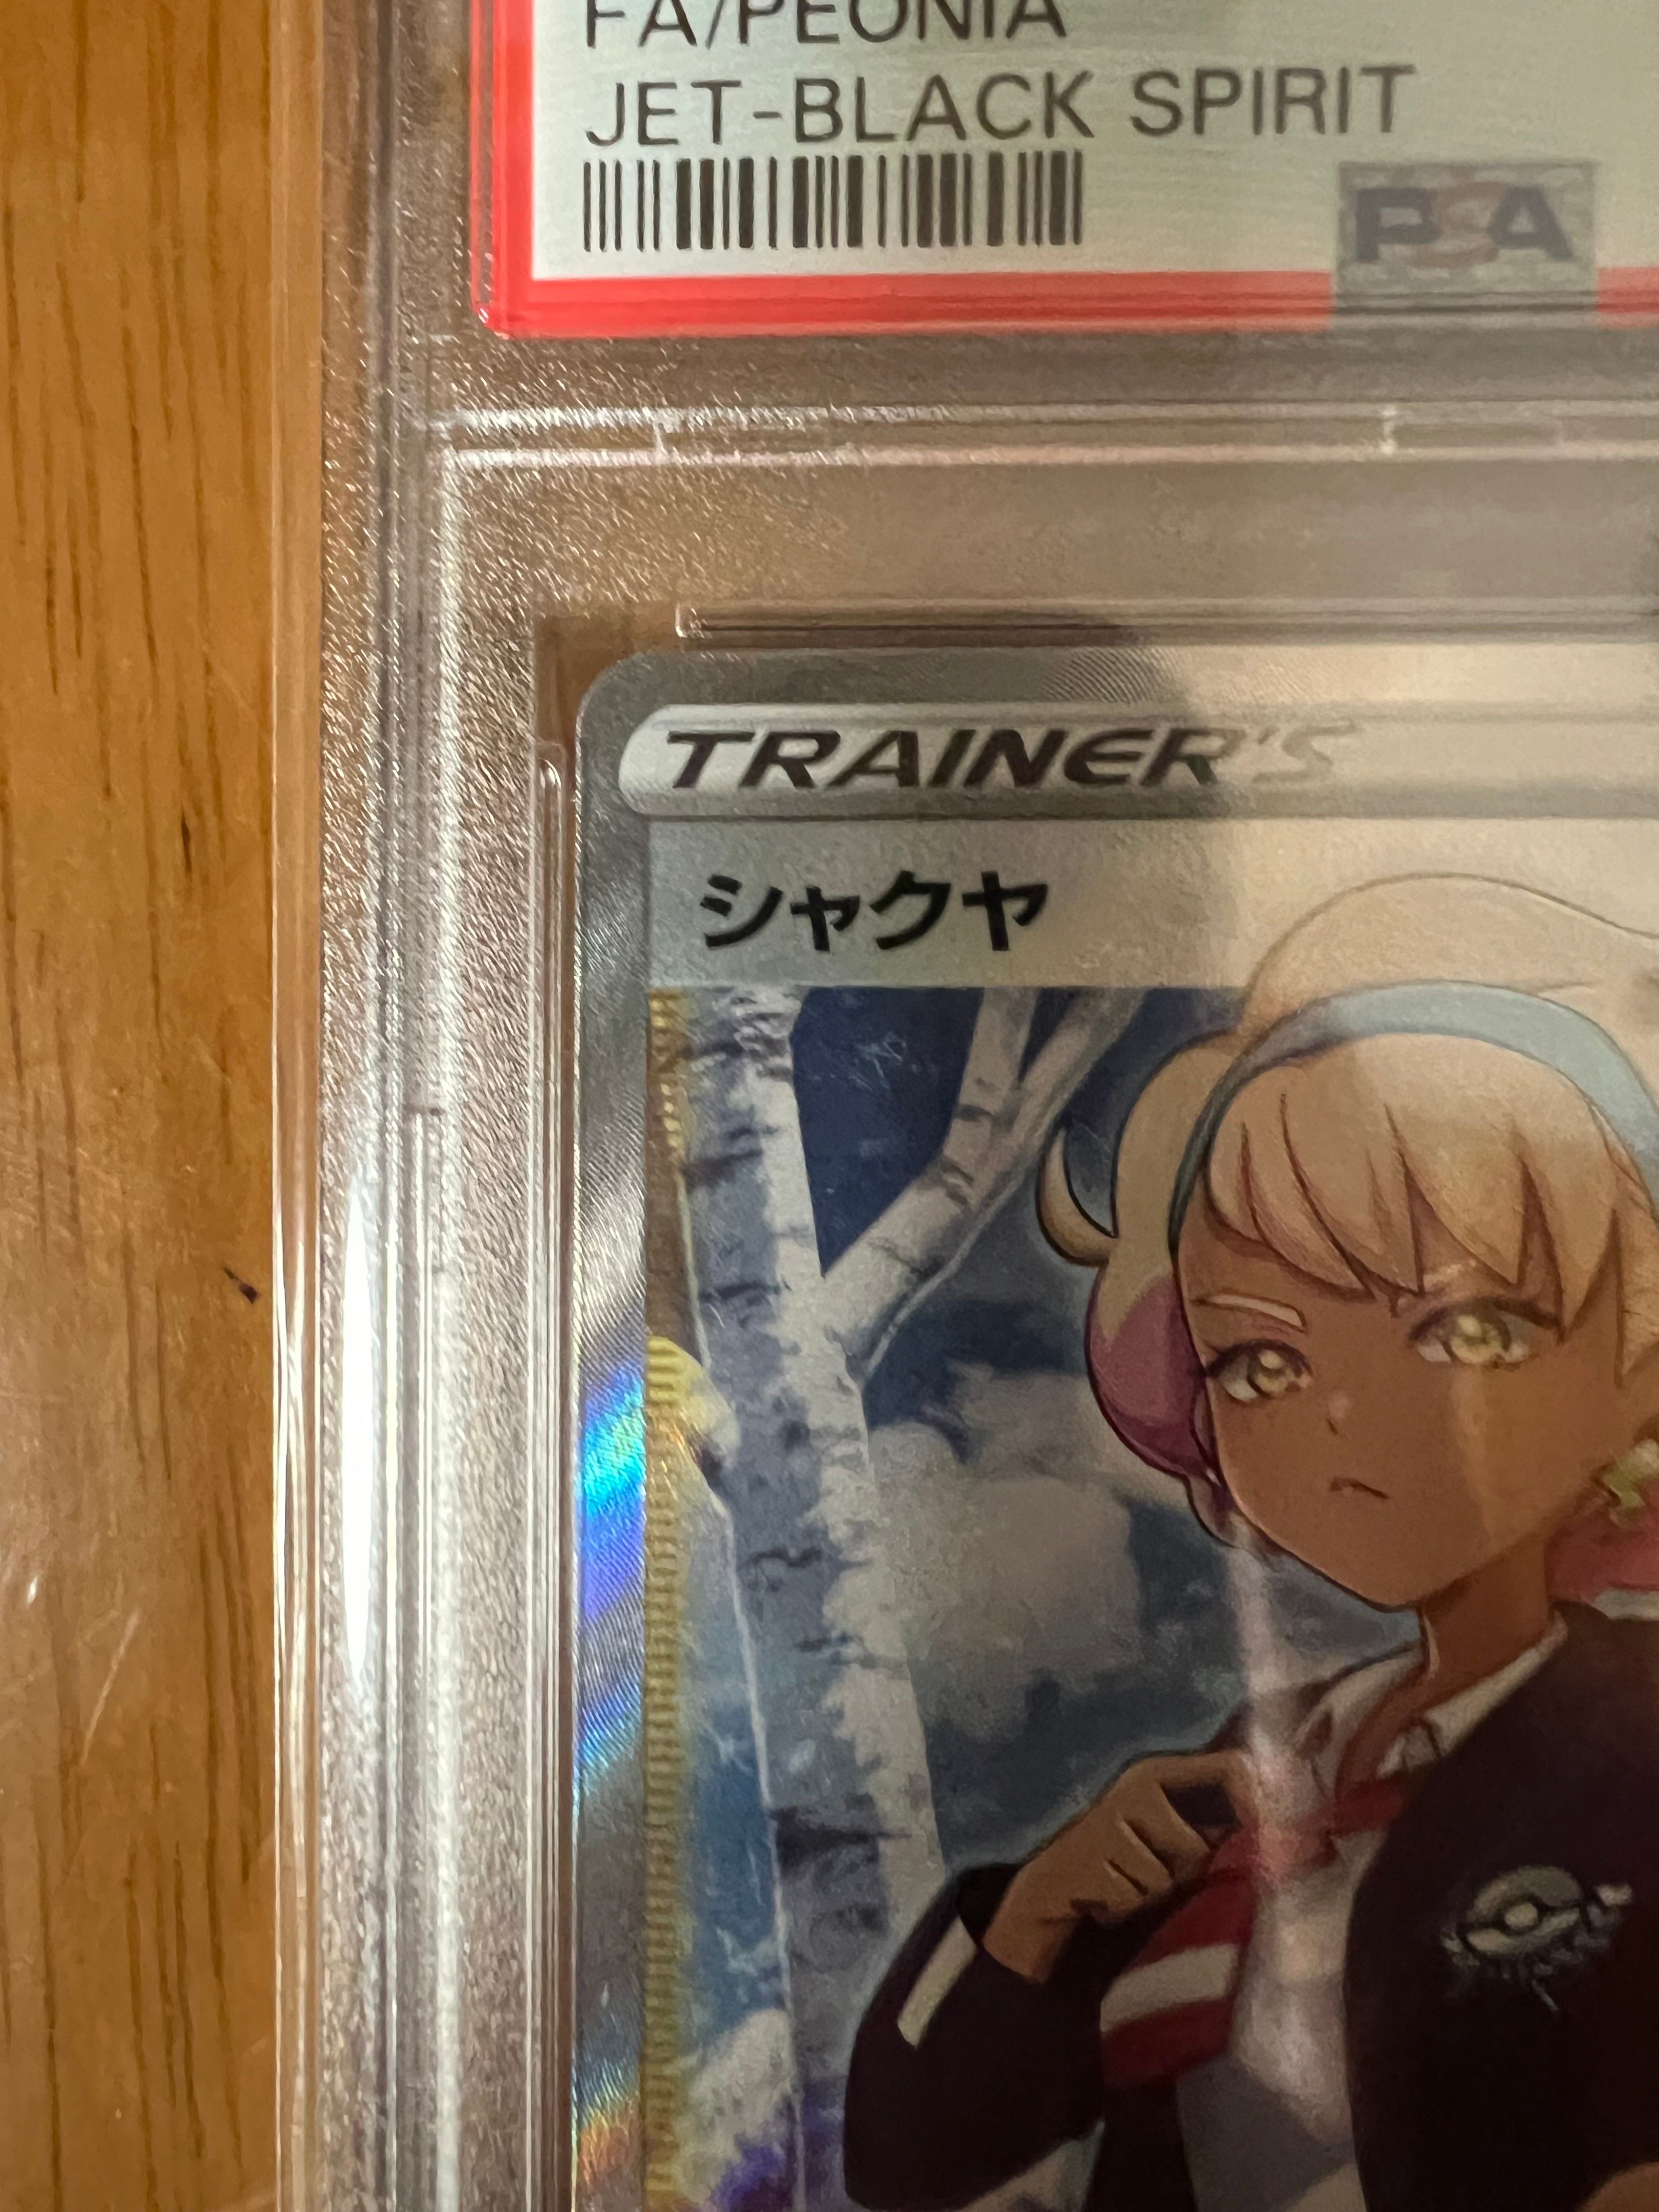 FA/PEONIA
JET-BLACK SPIRIT
PSA
TRAINER'S
シャクヤ